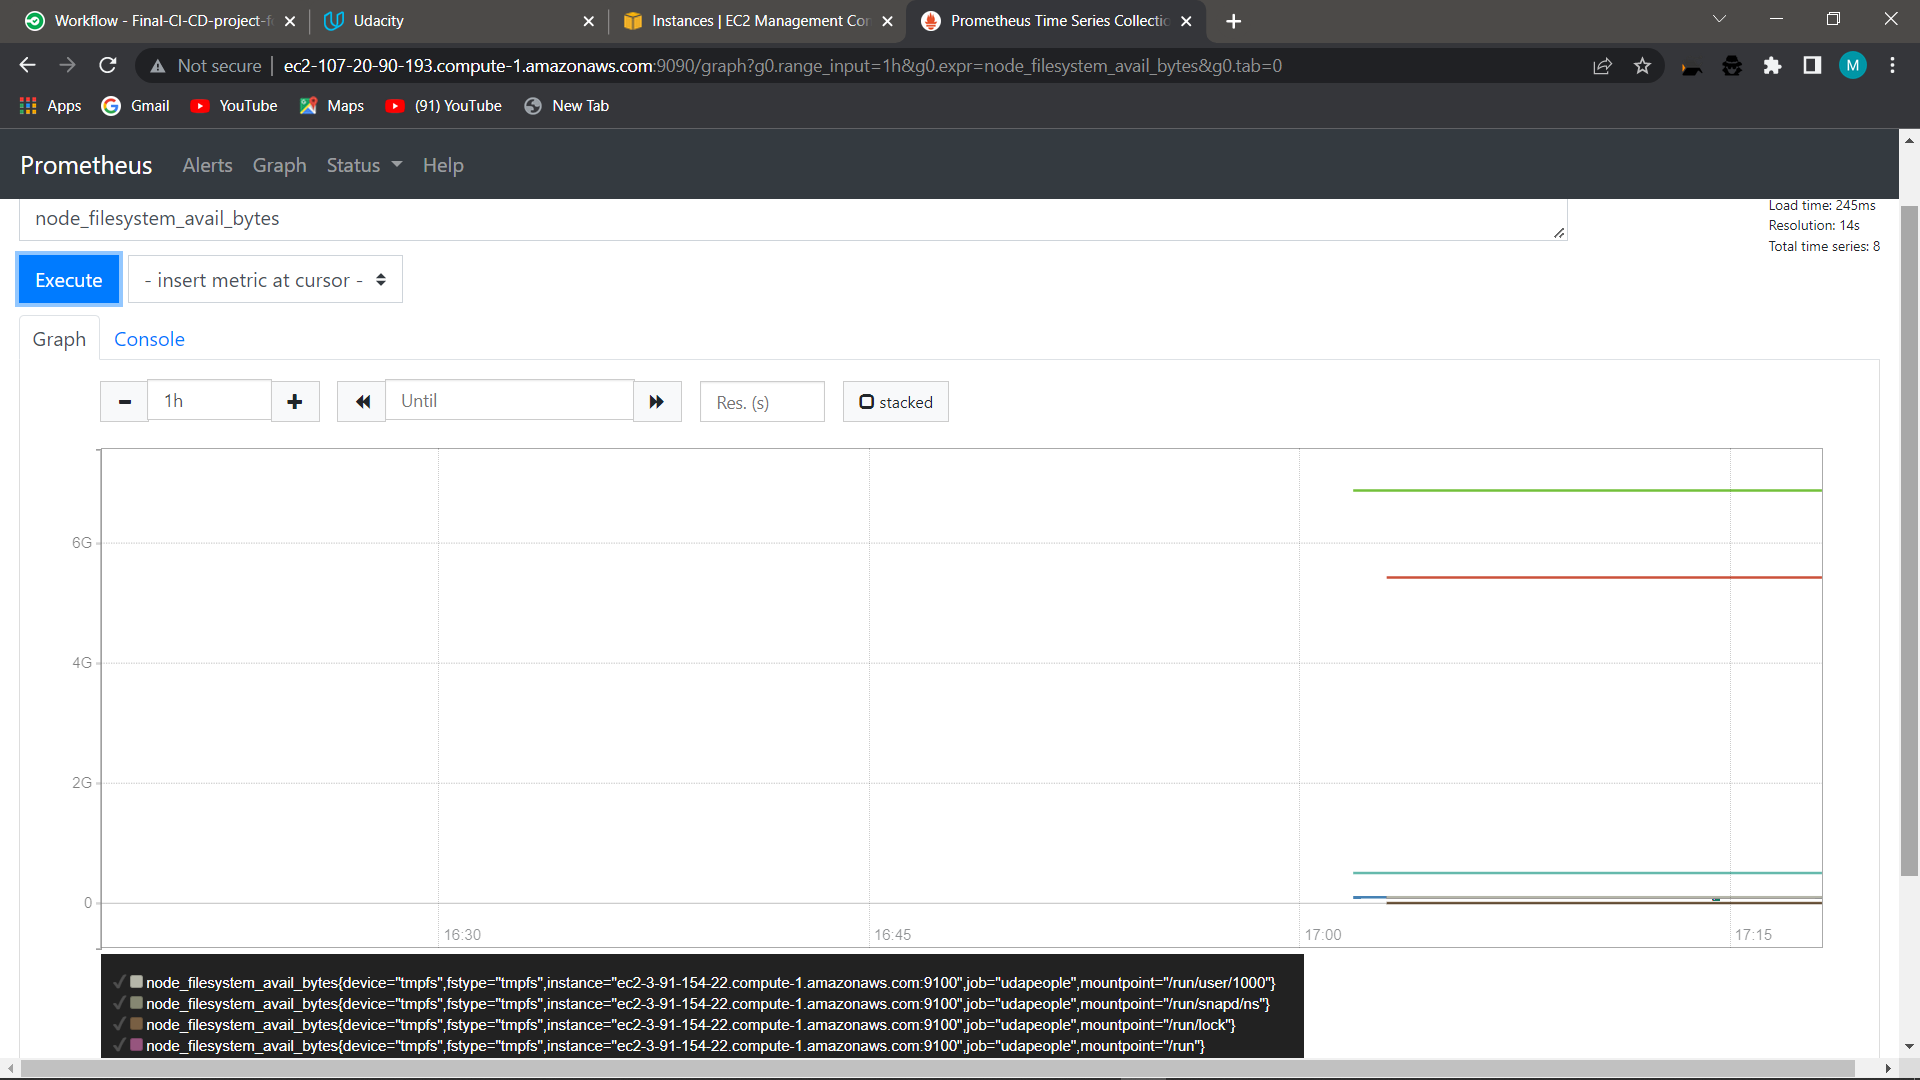 Workflow - Final-CI-CD-project-f
Udacity
Instances | EC2 Management Con
Prometheus Time Series Collectio
Not secure
ec2-107-20-90-193.compute-1.amazonaws.com:9090/graph?g0.range_input=1h&g0.expr=node_filesystem_avail_bytes&g0.tab=0
M
Apps
Gmail
YouTube
Maps
(91) YouTube
New Tab
Prometheus
Alerts
Graph
Status
Help
node_filesystem_avail_bytes
Load time: 245ms
Resolution: 14s
Total time series: 8
Execute
- insert metric at cursor -
Graph
Console
1h
Until
Res. (s)
stacked
6G
4G
2G
0
16:30
16:45
17:00
17:15
node_filesystem_avail_bytes{device="tmpfs",fstype="tmpfs",instance="ec2-3-91-154-22.compute-1.amazonaws.com:9100",job="udapeople",mountpoint="/run/user/1000"}
node_filesystem_avail_bytes{device="tmpfs",fstype="tmpfs",instance="ec2-3-91-154-22.compute-1.amazonaws.com:9100",job="udapeople",mountpoint="/run/snapd/ns"}
node_filesystem_avail_bytes{device="tmpfs",fstype="tmpfs",instance="ec2-3-91-154-22.compute-1.amazonaws.com:9100",job="udapeople",mountpoint="/run/lock"}
node_filesystem_avail_bytes{device="tmpfs",fstype="tmpfs",instance="ec2-3-91-154-22.compute-1.amazonaws.com:9100",job="udapeople",mountpoint="/run"}